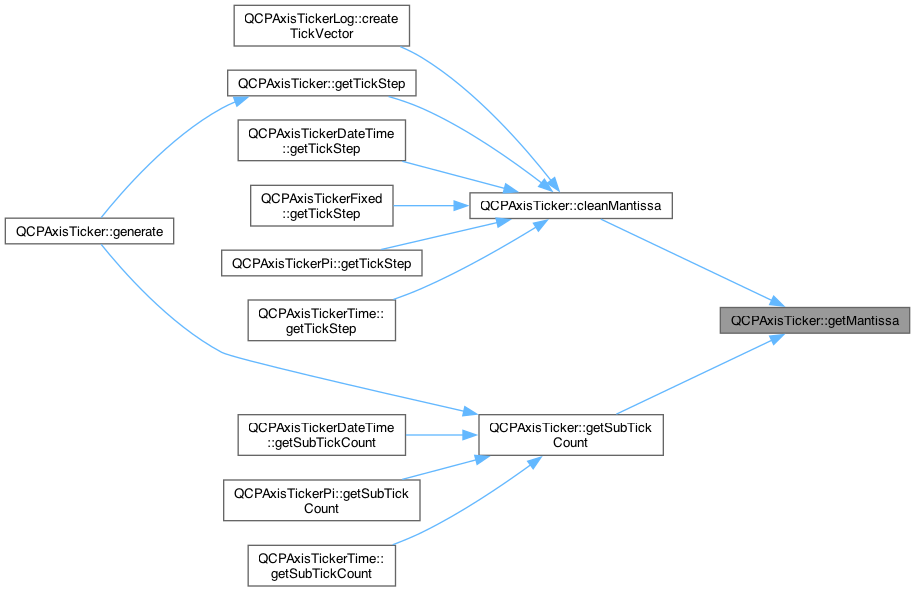 QCPAxisTickerLog::create
TickVector
QCPAxisTicker::getTickStep
QCPAxisTickerDateTime
::getTickStep
QCPAxisTickerFixed
::getTickStep
QCPAxisTicker::cleanMantissa
QCPAxisTicker::generate
QCPAxisTickerPi::getTickStep
QCPAxisTickerTime::
getTickStep
QCPAxisTicker::getMantissa
QCPAxisTickerDateTime
::getSubTickCount
QCPAxisTicker::getSubTick
Count
QCPAxisTickerPi::getSubTick
Count
QCPAxisTickerTime::
getSubTickCount